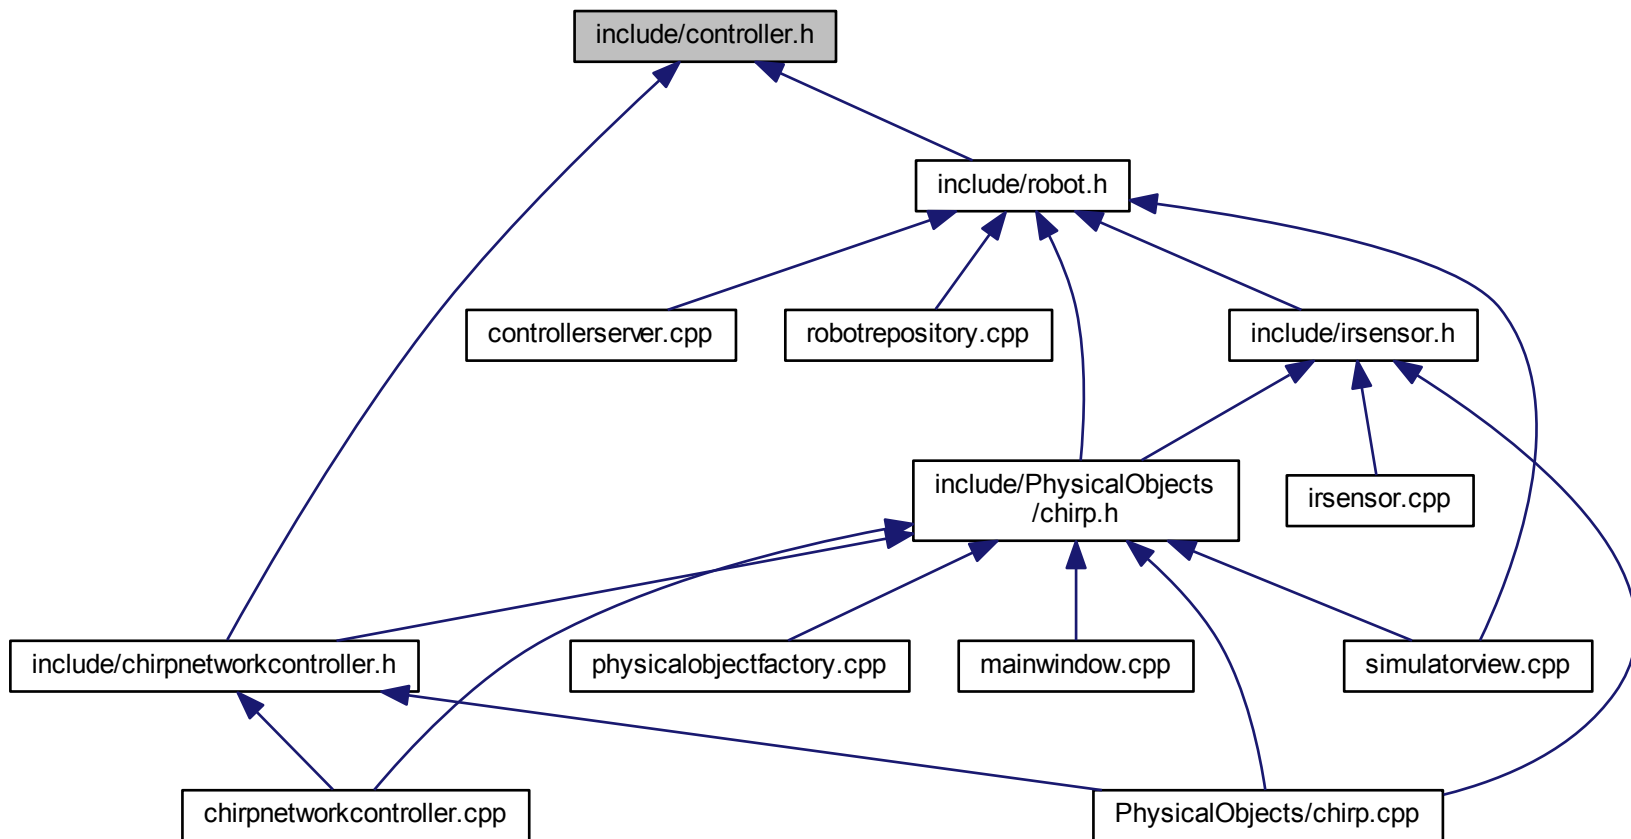 include/controller.h
include/robot.h
controllerserver.cpp
robotrepository.cpp
include/irsensor.h
include/PhysicalObjects
/chirp.h
irsensor.cpp
include/chirpnetworkcontroller.h
physicalobjectfactory.cpp
mainwindow.cpp
simulatorview.cpp
chirpnetworkcontroller.cpp
PhysicalObjects/chirp.cpp